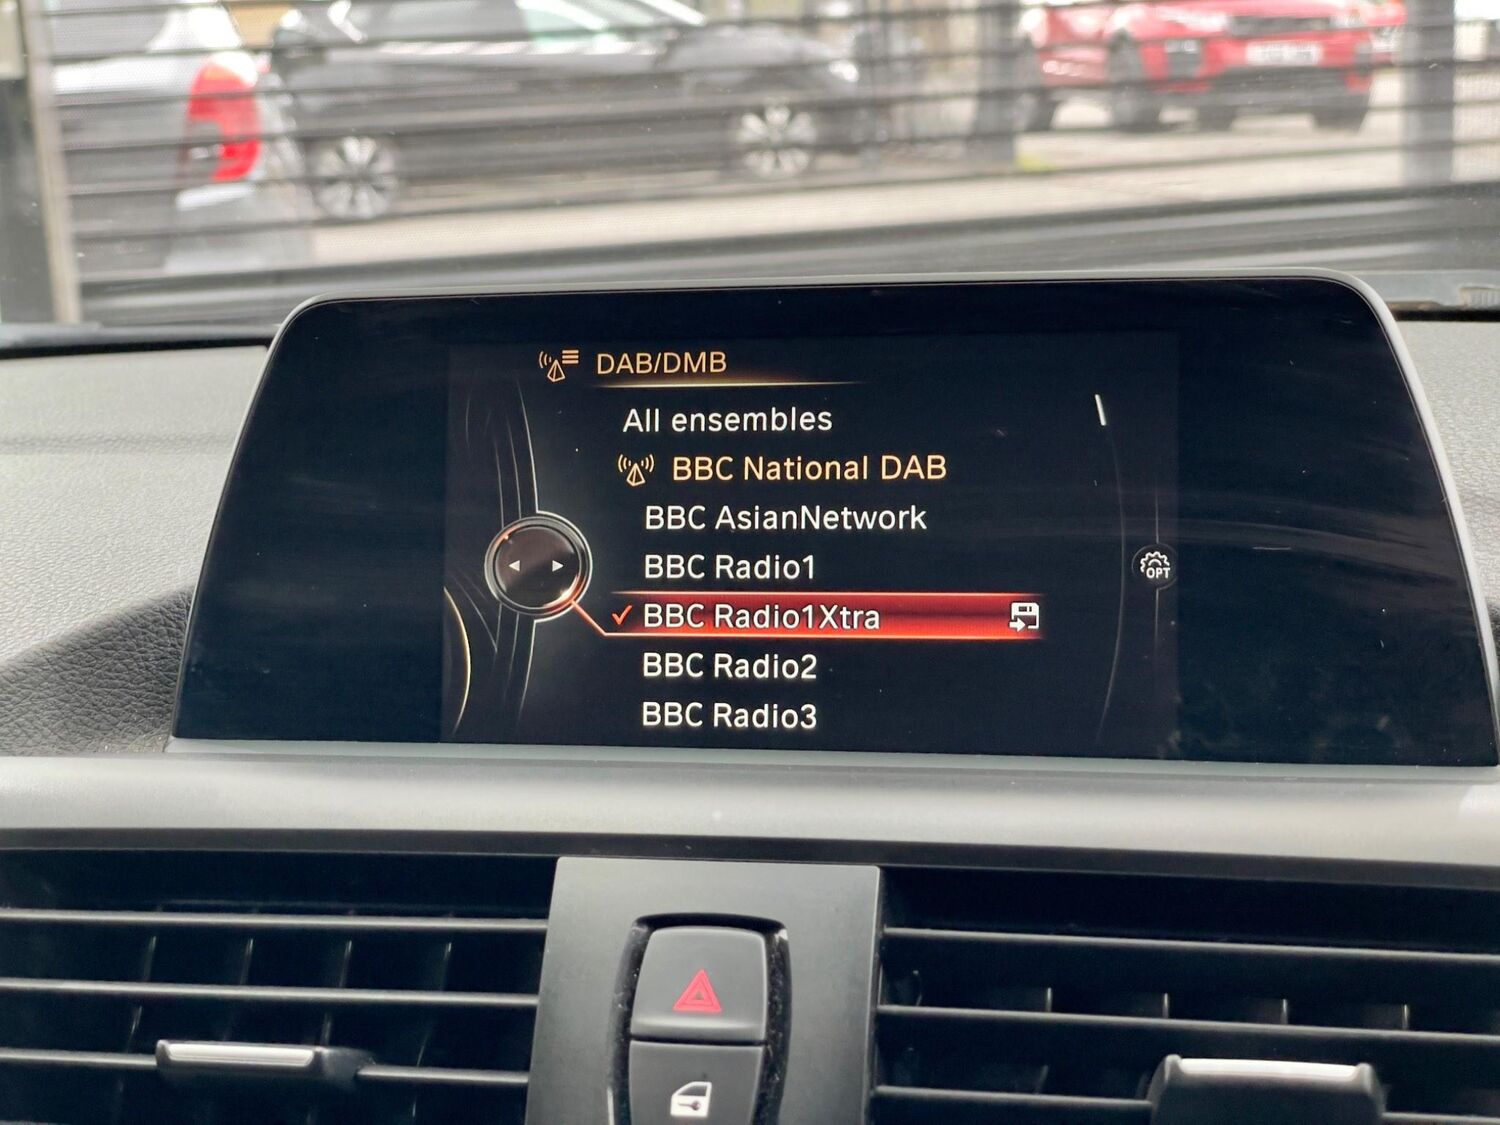 DAB/DMB
All ensembles
BBC National DAB
BBC AsianNetwork
BBC Radio1
BBC Radio1Xtra
BBC Radio2
BBC Radio3
OPT